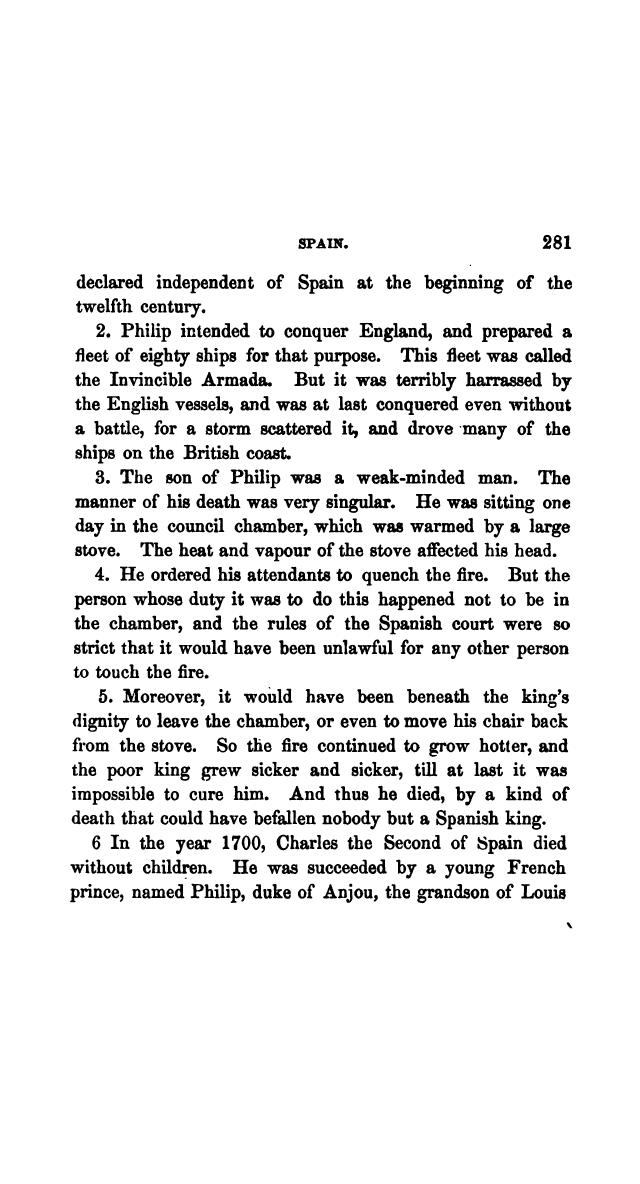 SPAIN. 281
declared independent of Spain at the beginning of the
twelfth century.
2. Philip intended to conquer England, and prepared a
fleet of eighty ships for that purpose. This fleet was called
the Invincible Armada. But it was terribly harrassed by
the English vessels, and was at last conquered even without
a battle, for a storm scattered it, and drove many of the
ships on the British coast.
3. The son of Philip was a weak-minded man. The
manner of his death was very singular. He was sitting one
day in the council chamber, which was warmed by a large
stove. The heat and vapour of the stove affected his head.
4. He ordered his attendants to quench the fire. But the
person whose duty it was to do this happened not to be in
the chamber, and the rules of the Spanish court were so
strict that it would have been unlawful for any other person
to touch the fire.
5. Moreover, it would have been beneath the king's
dignity to leave the chamber, or even to move his chair back
from the stove. So the fire continued to grow hotter, and
the poor king grew sicker and sicker, till at last it was
impossible to cure him. And thus he died, by a kind of
death that could have befallen nobody but a Spanish king.
6 In the year 1700, Charles the Second of Spain died
without children. He was succeeded by a young French
prince, named Philip, duke of Anjou, the grandson of Louis